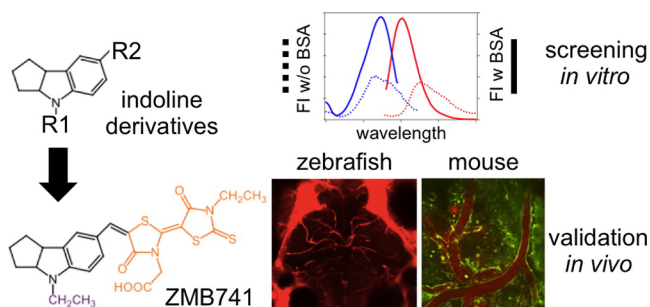 R2
N
R1
indoline
derivatives
FI w/o BSA
FI w BSA
wavelength
screening
in vitro
zebrafish
mouse
O
N
CH2CH3
S
S
S
S
O
N
HOOC
N
CH2CH3
ZMB741
validation
in vivo